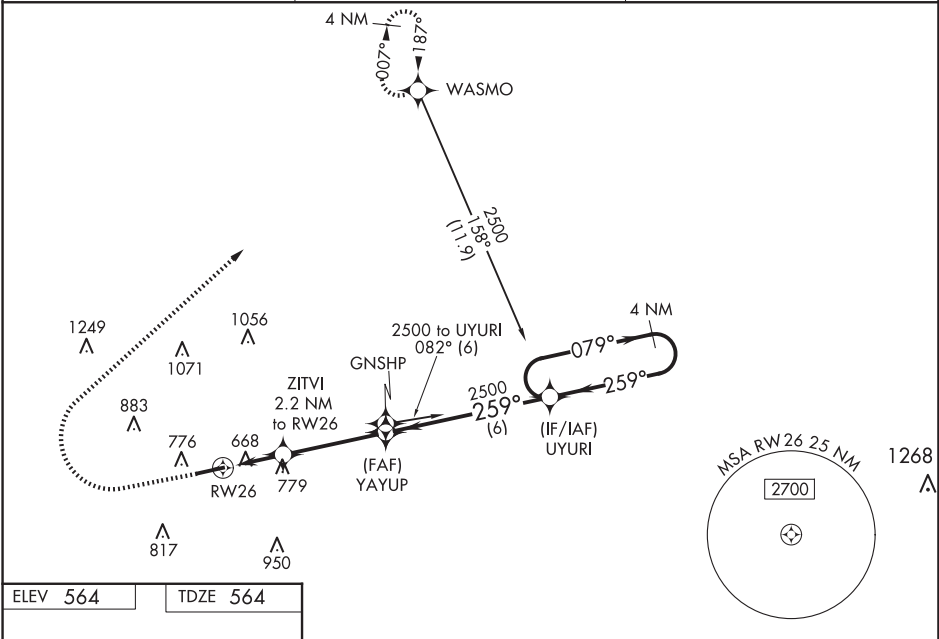 4 NM
007°
187°
WASMO
2500
158°
(11.9)
1249
1071
1056
2500 to UYURI
082° (6)
4 NM
079°
259°
GNSHP
ZITVI
2.2 NM
to RW26
2500
259°
(6)
(IF/IAF)
UYURI
883
776
668
779
RW26
(FAF)
YAYUP
817
950
MSA RW 26 25 NM
2700
1268
ELEV 564
TDZE 564